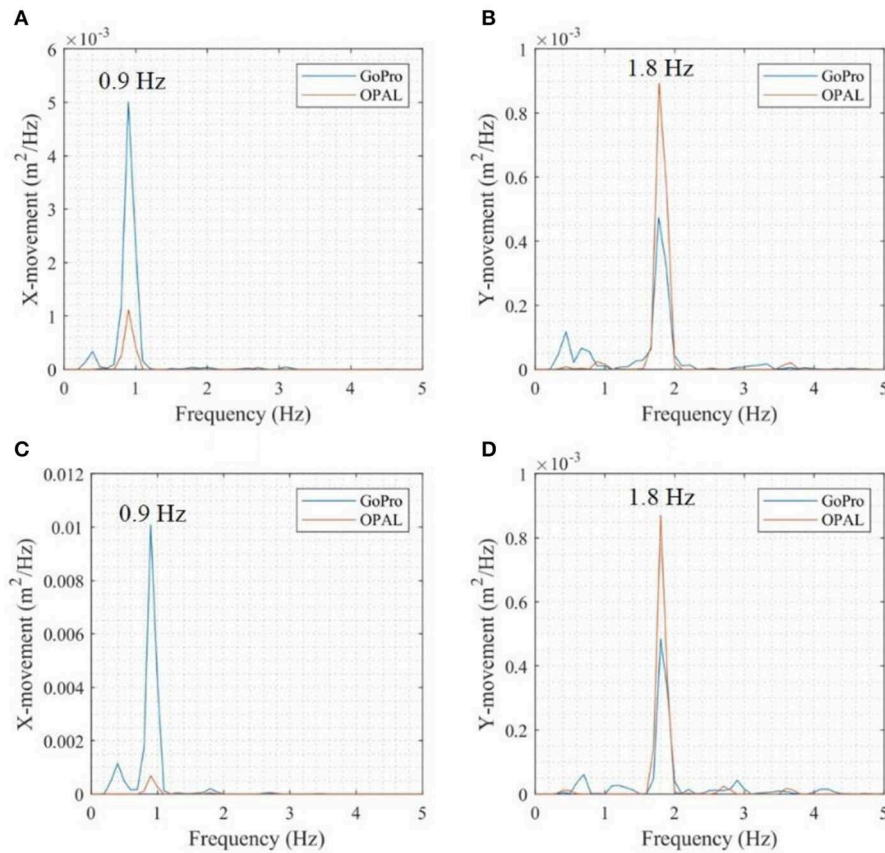 A
×10⁻³
6
5
4
3
2
1
0
X-movement (m²/Hz)
0.9 Hz
GoPro
OPAL
0 1 2 3 4 5
Frequency (Hz)
B
×10⁻³
1
0.8
0.6
0.4
0.2
0
Y-movement (m²/Hz)
1.8 Hz
GoPro
OPAL
0 1 2 3 4 5
Frequency (Hz)
C
0.012
0.01
0.008
0.006
0.004
0.002
0
X-movement (m²/Hz)
0.9 Hz
GoPro
OPAL
0 1 2 3 4 5
Frequency (Hz)
D
×10⁻³
1
0.8
0.6
0.4
0.2
0
Y-movement (m²/Hz)
1.8 Hz
GoPro
OPAL
0 1 2 3 4 5
Frequency (Hz)